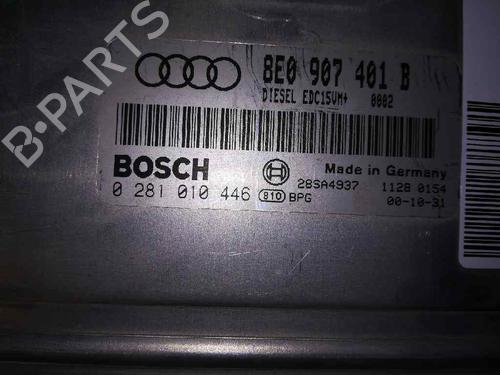 B-PARTS
8E0 907 401 B
DIESEL EDC15VM+ 0002
BOSCH
Made in Germany
0 281 010 446 810 BPG
28SA4937 1128 0154
00-10-31